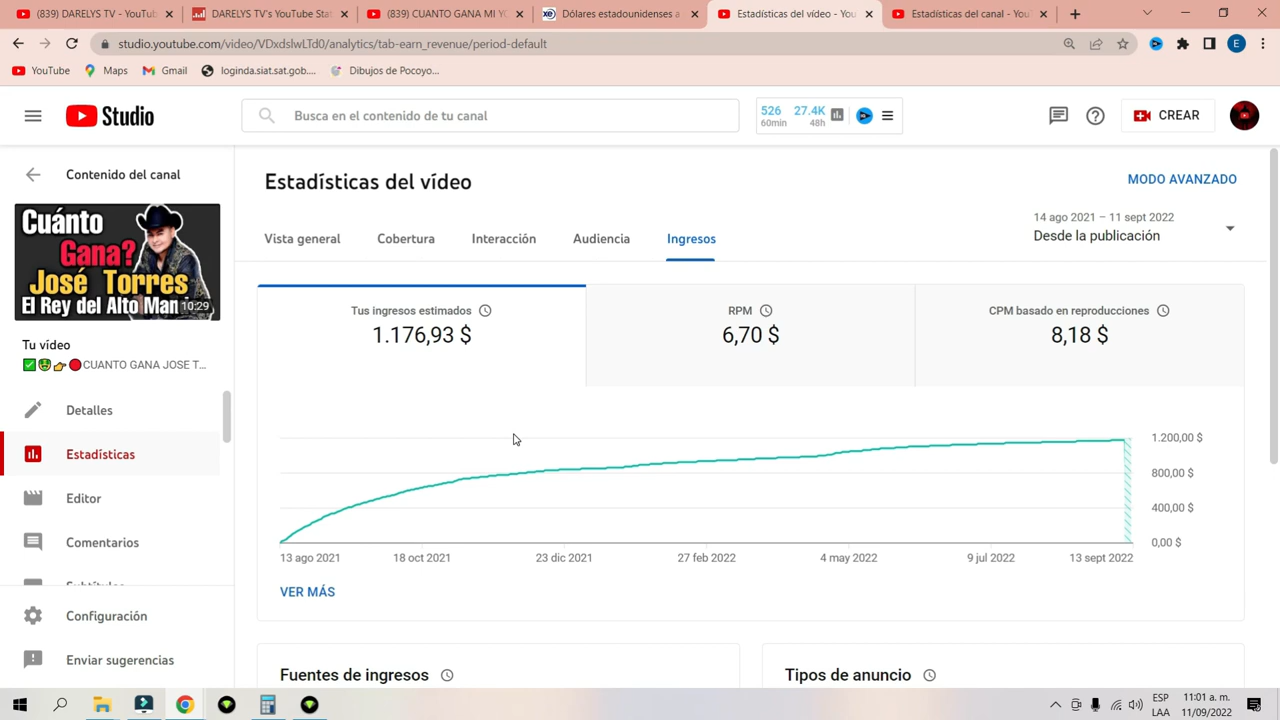 (839) DARELYS TV - YouTube
DARELYS TV's YouTube Stat
(839) CUANTO GANA MI YO
Dólares estadounidenses a
Estadísticas del vídeo - You
Estadísticas del canal - You
studio.youtube.com/video/VDxdslwLTd0/analytics/tab-earn_revenue/period-default
E
YouTube
Maps
Gmail
loginda.siat.sat.gob....
Dibujos de Pocoyo...
Studio
Busca en el contenido de tu canal
526 27.4K
60min 48h
CREAR
Contenido del canal
Cuánto
Gana?
José Torres
El Rey del Alto Man
10:29
Tu vídeo
CUANTO GANA JOSE T...
Detalles
Estadísticas
Editor
Comentarios
Subtítulos
Configuración
Enviar sugerencias
Estadísticas del vídeo
MODO AVANZADO
Vista general
Cobertura
Interacción
Audiencia
Ingresos
14 ago 2021 – 11 sept 2022
Desde la publicación
Tus ingresos estimados
1.176,93 $
RPM
6,70 $
CPM basado en reproducciones
8,18 $
1.200,00 $
800,00 $
400,00 $
0,00 $
13 ago 2021
18 oct 2021
23 dic 2021
27 feb 2022
4 may 2022
9 jul 2022
13 sept 2022
VER MÁS
Fuentes de ingresos
Tipos de anuncio
ESP
LAA
11:01 a. m.
11/09/2022